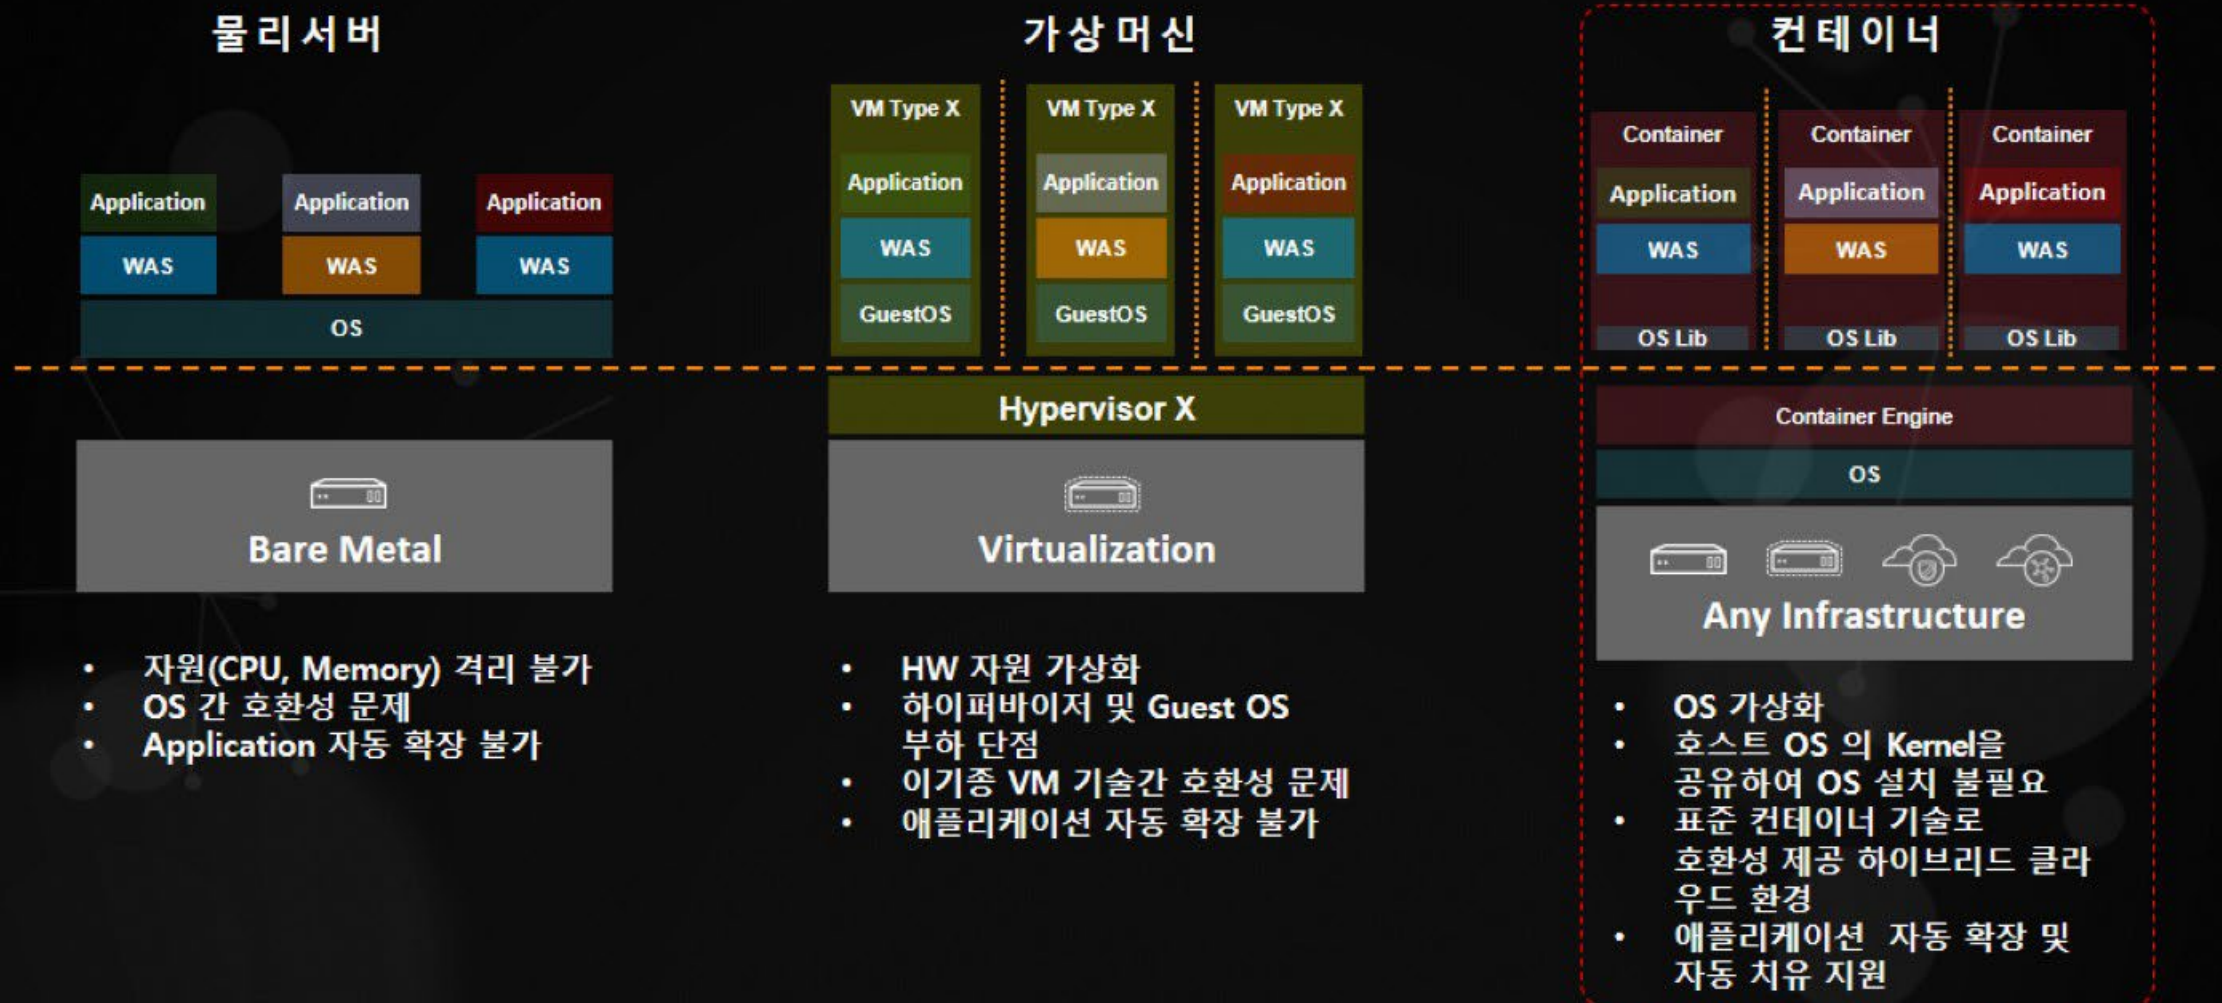 물리서버
Application
Application
Application
WAS
WAS
WAS
OS
Bare Metal
• 자원(CPU, Memory) 격리 불가
• OS 간 호환성 문제
• Application 자동 확장 불가
가상머신
VM Type X
VM Type X
VM Type X
Application
Application
Application
WAS
WAS
WAS
GuestOS
GuestOS
GuestOS
Hypervisor X
Virtualization
• HW 자원 가상화
• 하이퍼바이저 및 Guest OS
부하 단점
• 이기종 VM 기술간 호환성 문제
• 애플리케이션 자동 확장 불가
컨테이너
Container
Container
Container
Application
Application
Application
WAS
WAS
WAS
OS Lib
OS Lib
OS Lib
Container Engine
OS
Any Infrastructure
• OS 가상화
• 호스트 OS 의 Kernel을
공유하여 OS 설치 불필요
• 표준 컨테이너 기술로
호환성 제공 하이브리드 클라
우드 환경
• 애플리케이션 자동 확장 및
자동 치유 지원